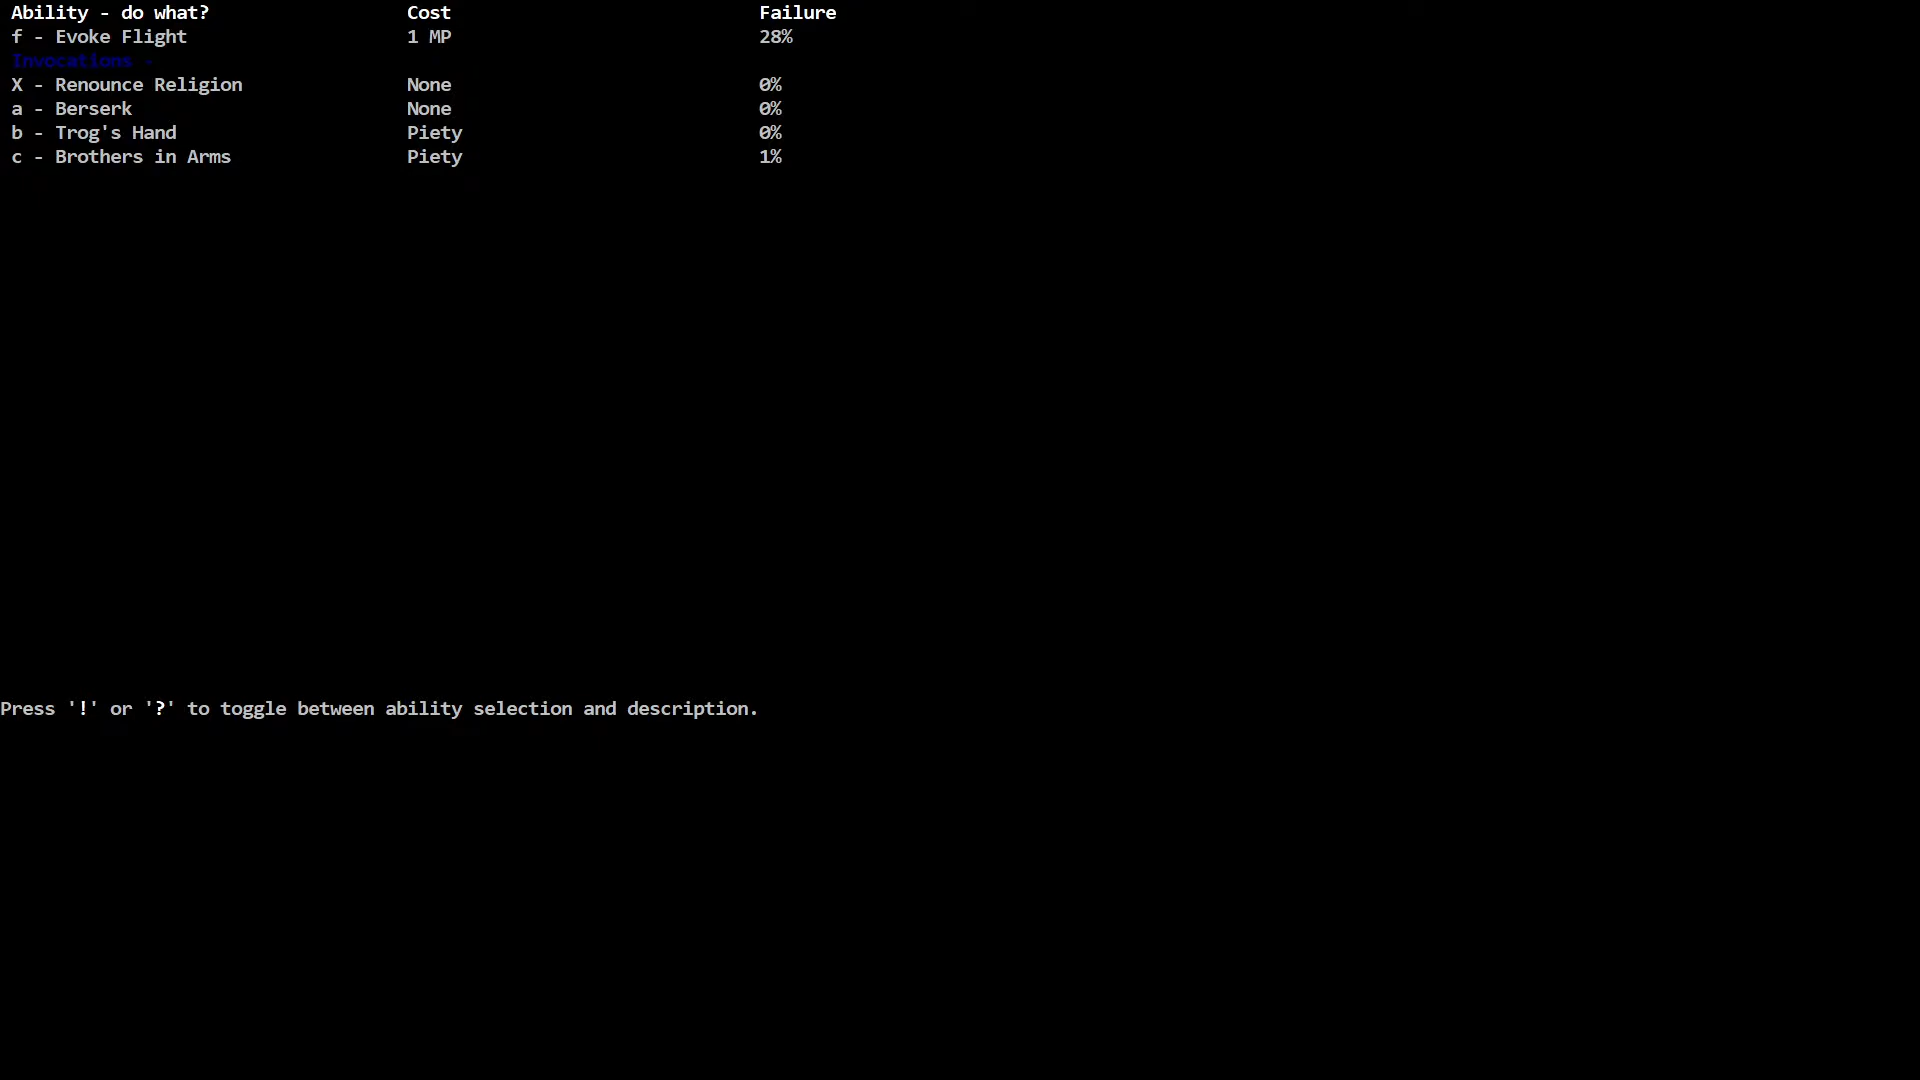 Ability - do what? Cost Failure
f - Evoke Flight 1 MP 28%
Invocations -
X - Renounce Religion None 0%
a - Berserk None 0%
b - Trog's Hand Piety 0%
c - Brothers in Arms Piety 1%
Press '!' or '?' to toggle between ability selection and description.